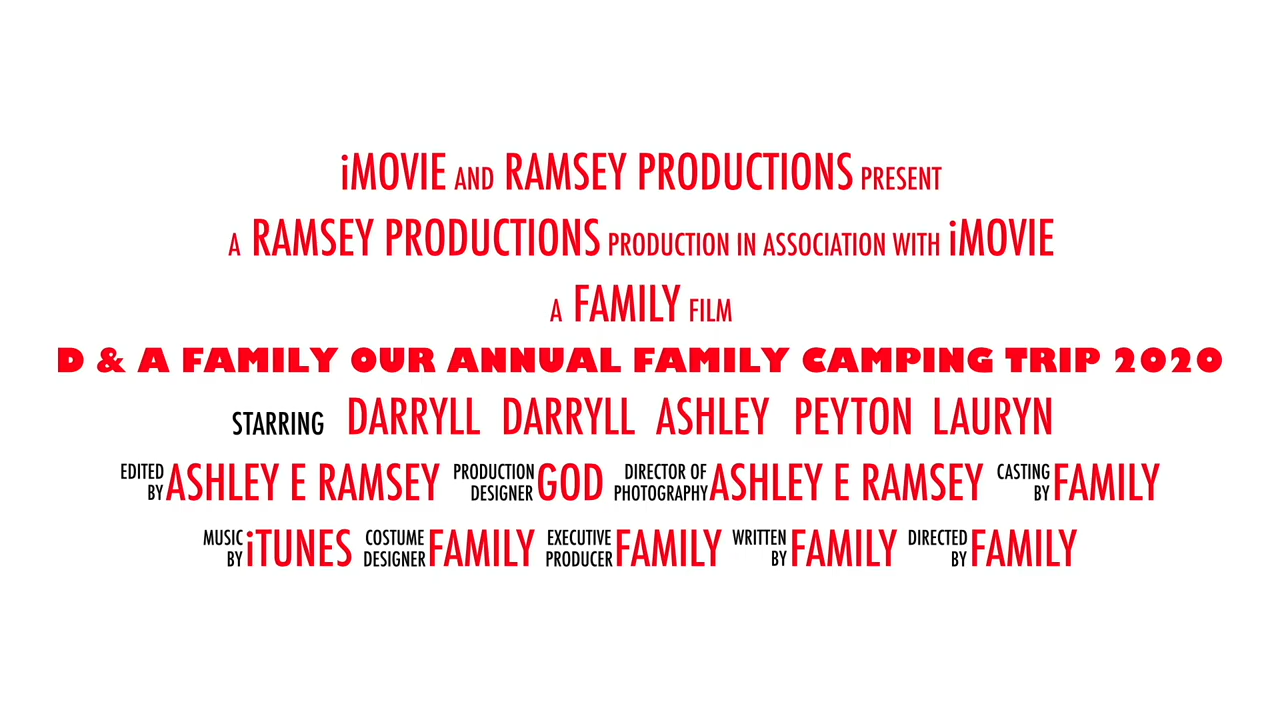 iMOVIE AND RAMSEY PRODUCTIONS PRESENT
A RAMSEY PRODUCTIONS PRODUCTION IN ASSOCIATION WITH iMOVIE
A FAMILY FILM
D & A FAMILY OUR ANNUAL FAMILY CAMPING TRIP 2020
STARRING DARRYLL DARRYLL ASHLEY PEYTON LAURYN
EDITED BY ASHLEY E RAMSEY PRODUCTION DESIGNER GOD DIRECTOR OF PHOTOGRAPHY ASHLEY E RAMSEY CASTING BY FAMILY
MUSIC BY iTUNES COSTUME DESIGNER FAMILY EXECUTIVE PRODUCER FAMILY WRITTEN BY FAMILY DIRECTED BY FAMILY